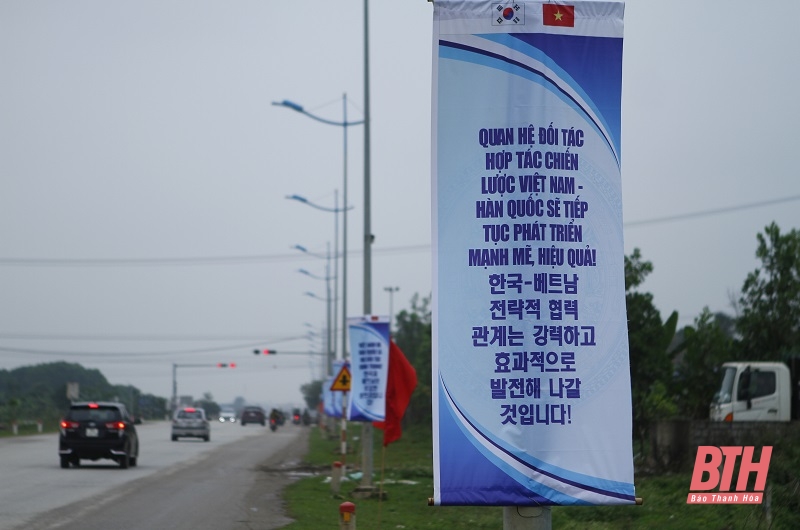 QUAN HỆ ĐỐI TÁC
HỢP TÁC CHIẾN
LƯỢC VIỆT NAM -
HÀN QUỐC SẼ TIẾP
TỤC PHÁT TRIỂN
MẠNH MẼ, HIỆU QUẢ!
한국-베트남
전략적 협력
관계는 강력하고
효과적으로
발전해 나갈
것입니다!
BTH
Báo Thanh Hóa